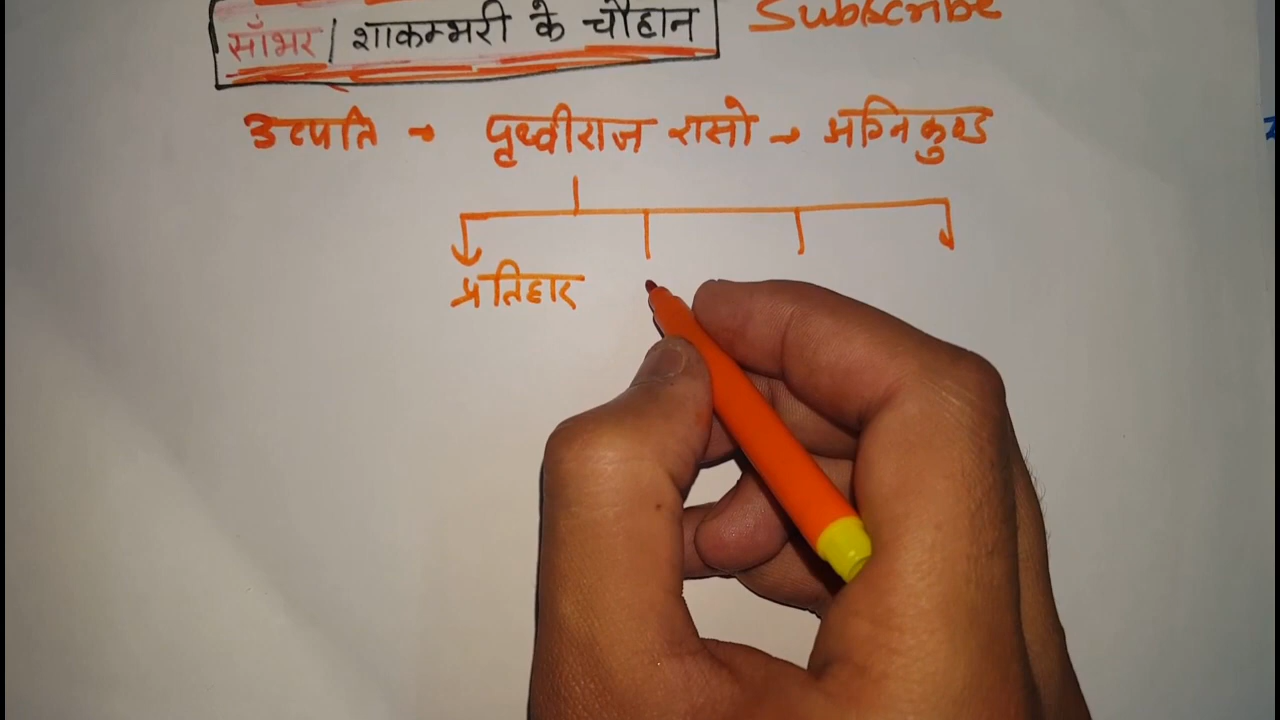 साँभर / शाकम्भरी के चौहान
Subscribe
उत्पति → पृथ्वीराज रासो → अग्निकुण्ड
प्रतिहार